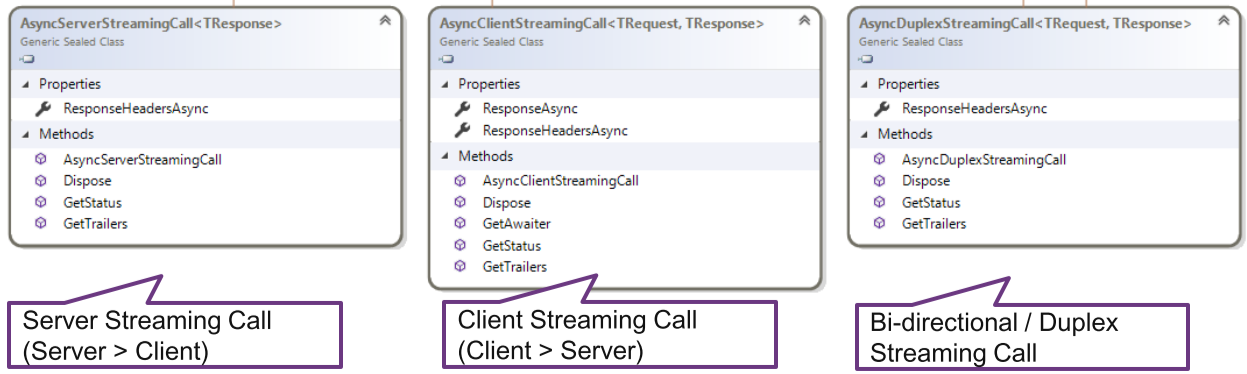 AsyncServerStreamingCall<TResponse>
Generic Sealed Class
Properties
ResponseHeadersAsync
Methods
AsyncServerStreamingCall
Dispose
GetStatus
GetTrailers
Server Streaming Call
(Server > Client)
AsyncClientStreamingCall<TRequest, TResponse>
Generic Sealed Class
Properties
ResponseAsync
ResponseHeadersAsync
Methods
AsyncClientStreamingCall
Dispose
GetAwaiter
GetStatus
GetTrailers
Client Streaming Call
(Client > Server)
AsyncDuplexStreamingCall<TRequest, TResponse>
Generic Sealed Class
Properties
ResponseHeadersAsync
Methods
AsyncDuplexStreamingCall
Dispose
GetStatus
GetTrailers
Bi-directional / Duplex
Streaming Call